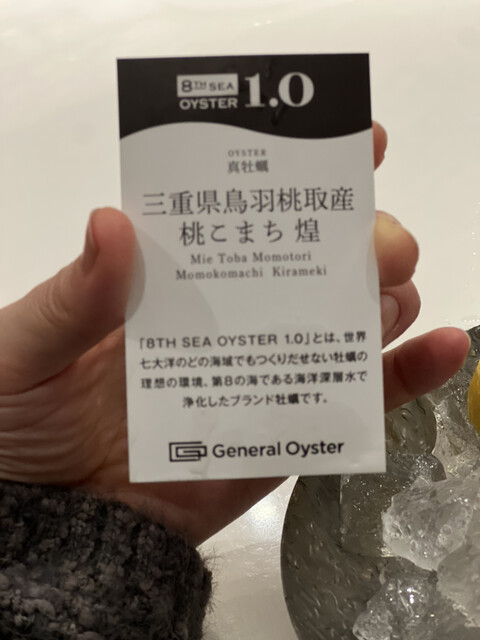 8TH SEA
OYSTER 1.0
OYSTER
真牡蠣
三重県鳥羽桃取産
桃こまち 煌
Mie Toba Momotori
Momokomachi Kirameki
「8TH SEA OYSTER 1.0」とは、世界
七大洋のどの海域でもつくりだせない牡蠣の
理想の環境、第8の海である海洋深層水で
浄化したブランド牡蠣です。
General Oyster